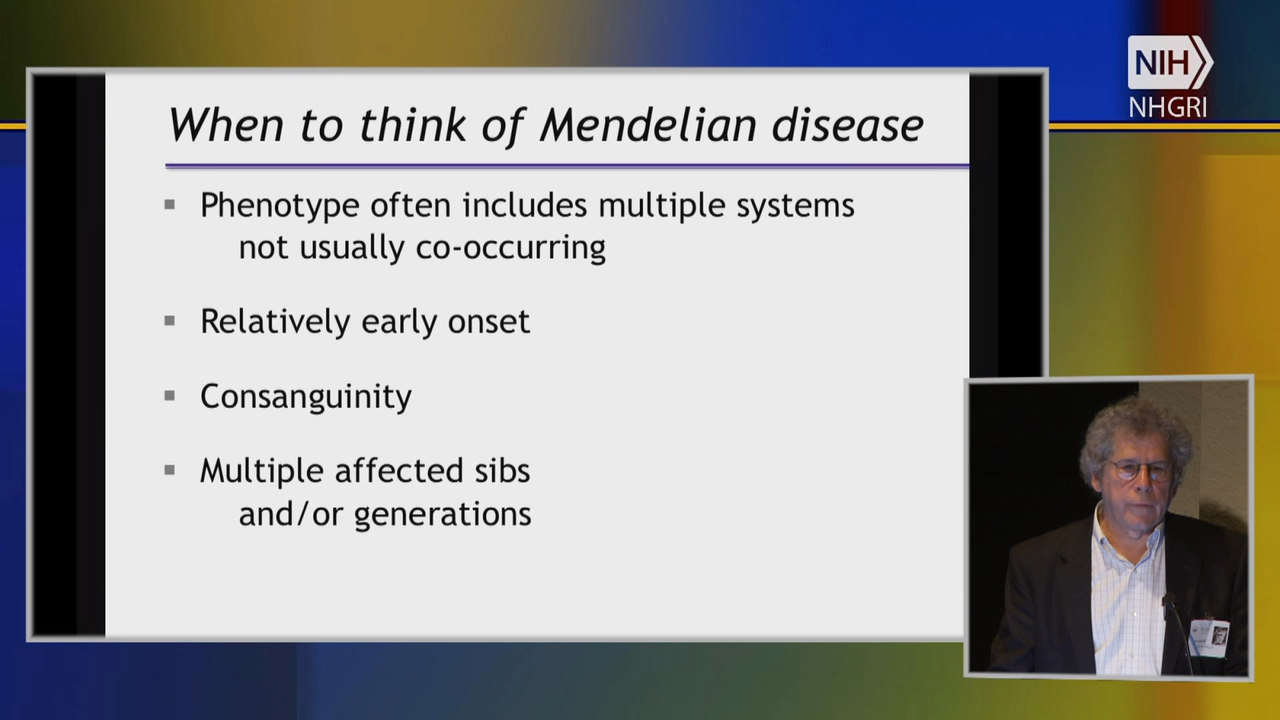 NIH
NHGRI
When to think of Mendelian disease
▪ Phenotype often includes multiple systems
not usually co-occurring
▪ Relatively early onset
▪ Consanguinity
▪ Multiple affected sibs
and/or generations